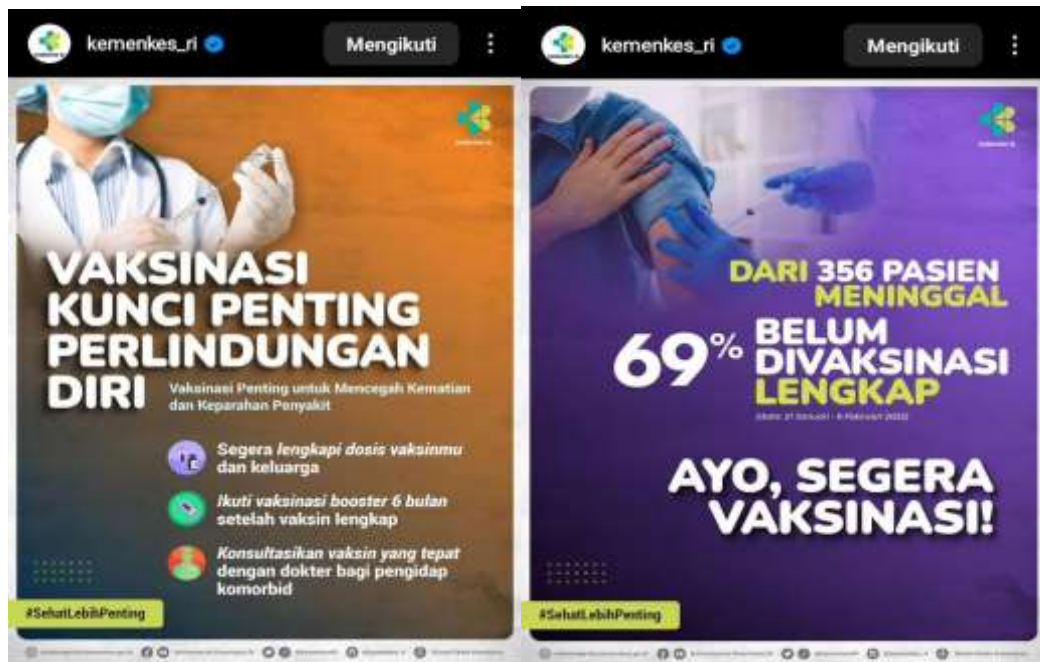 kemenkes_ri
Mengikuti
VAKSINASI
KUNCI PENTING
PERLINDUNGAN
DIRI
Vaksinasi Penting untuk Mencegah Kematian
dan Keparahan Penyakit
Segera lengkapi dosis vaksinmu
dan keluarga
Ikuti vaksinasi booster 6 bulan
setelah vaksin lengkap
Konsultasikan vaksin yang tepat
dengan dokter bagi pengidap
komorbid
#SehatLebihPenting
kemenkes_ri
Mengikuti
DARI 356 PASIEN
MENINGGAL
69% BELUM
DIVAKSINASI
LENGKAP
AYO, SEGERA
VAKSINASI!
#SehatLebihPenting